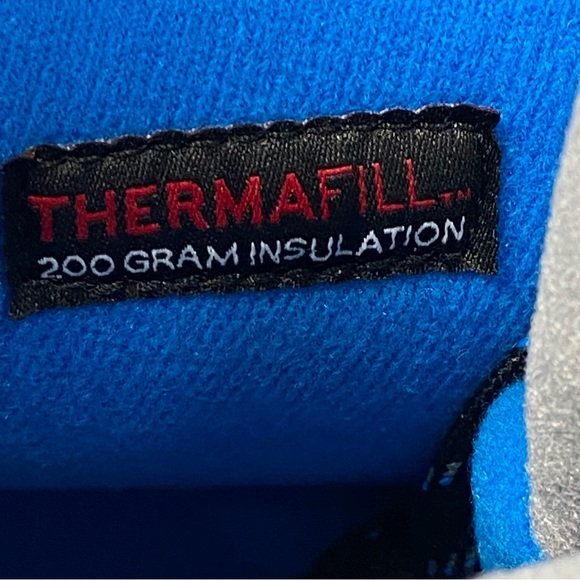 THERMAFILL™
200 GRAM INSULATION